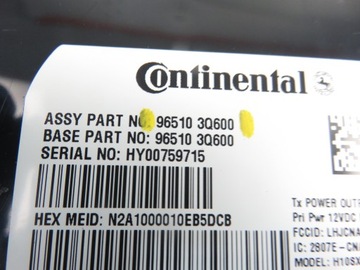 Continental
ASSY PART NO: 96510 3Q600
BASE PART NO: 96510 3Q600
SERIAL NO: HY00759715
HEX MEID: N2A1000010EB5DCB
Tx POWER OUTP
Pri Pwr 12VDC
FCCID: LHJCNA
IC: 2807E-CNA
MODEL: H10SX